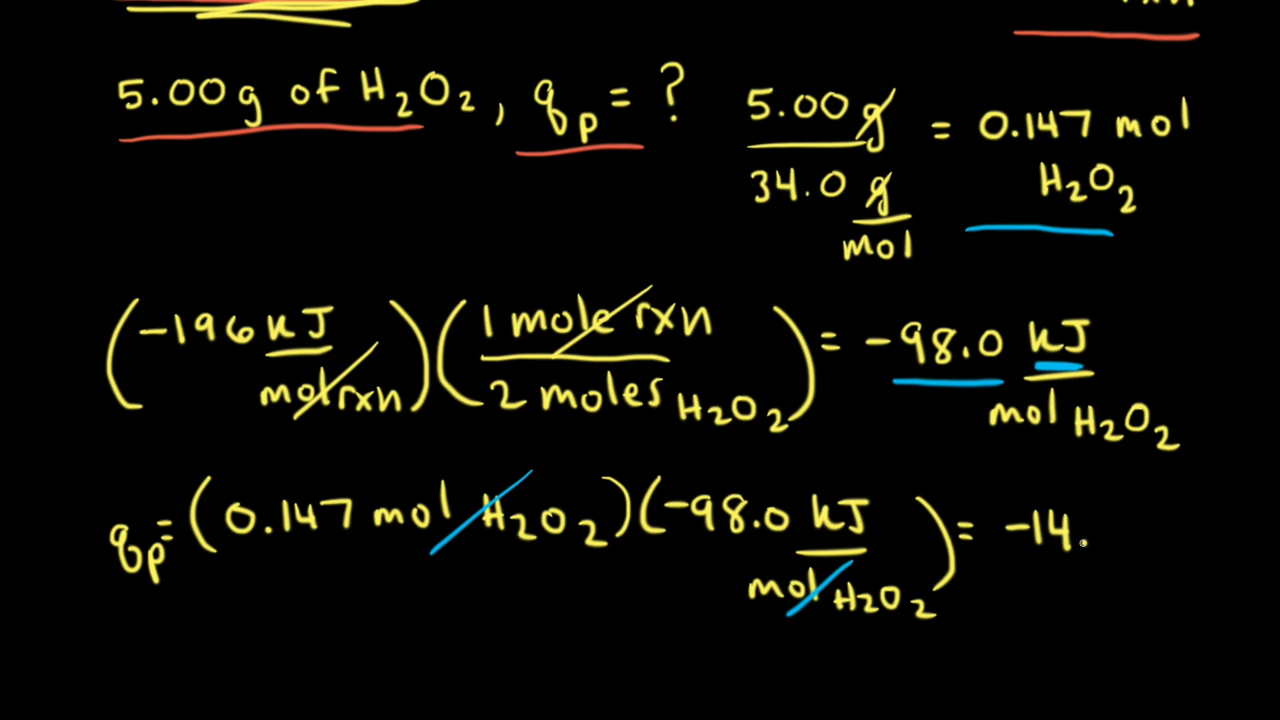 5.00g of H₂O₂, qp = ?
5.00g / 34.0 g/mol = 0.147 mol H₂O₂
(-196 kJ / mol rxn)(1 mole rxn / 2 moles H₂O₂) = -98.0 kJ / mol H₂O₂
qp = (0.147 mol H₂O₂)(-98.0 kJ / mol H₂O₂) = -14.